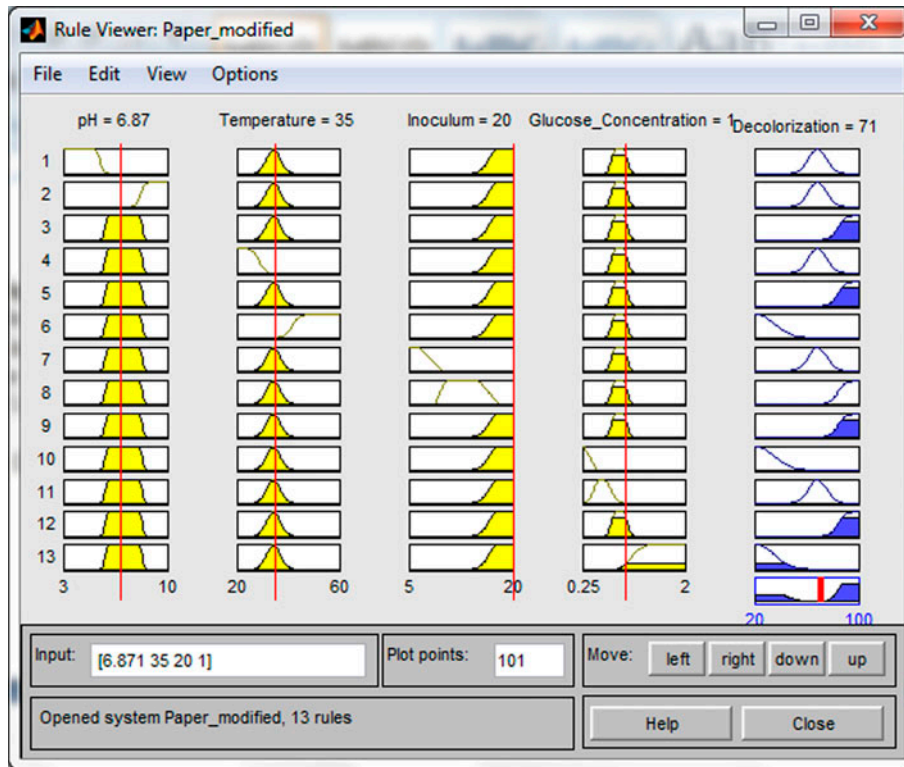 Rule Viewer: Paper_modified
File Edit View Options
pH = 6.87 Temperature = 35 Inoculum = 20 Glucose_Concentration = 1 Decolorization = 71
1
2
3
4
5
6
7
8
9
10
11
12
13
3 10 20 60 5 20 0.25 2
20 100
Input: [6.871 35 20 1] Plot points: 101 Move: left right down up
Opened system Paper_modified, 13 rules Help Close